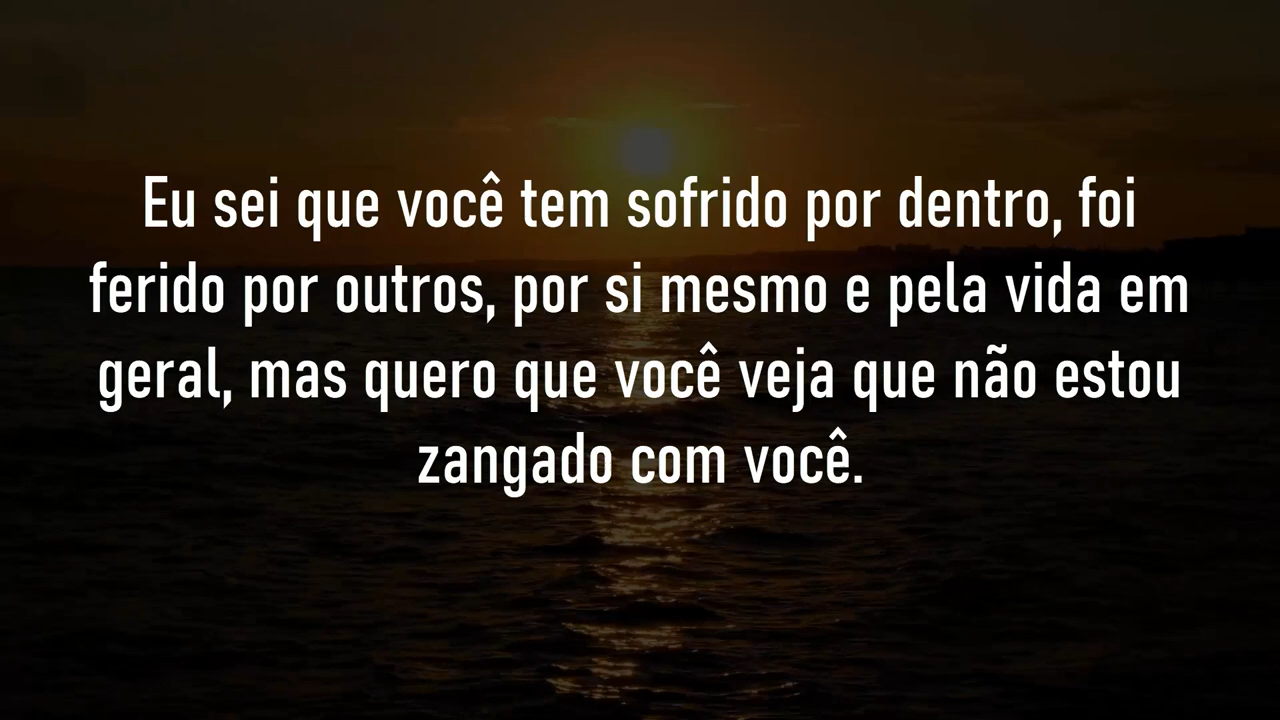 Eu sei que você tem sofrido por dentro, foi
ferido por outros, por si mesmo e pela vida em
geral, mas quero que você veja que não estou
zangado com você.